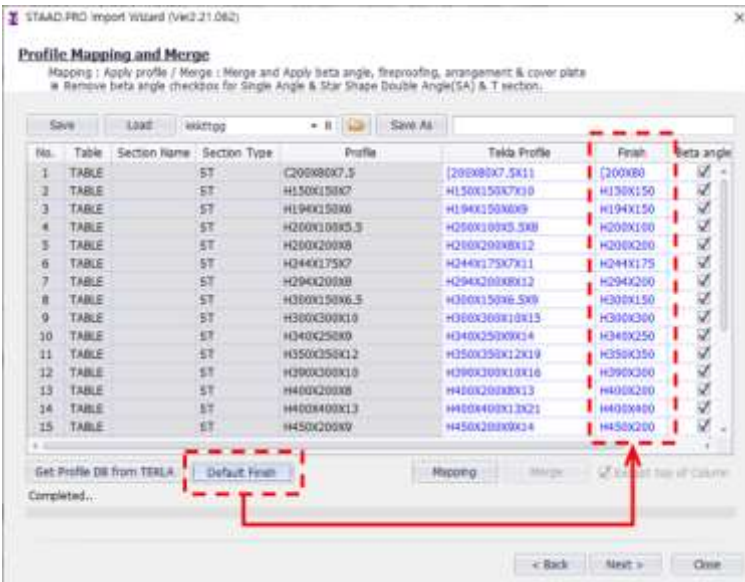 STAAD.PRO Import Wizard (Ver2.21.062)
Profile Mapping and Merge
Mapping : Apply profile / Merge : Merge and Apply beta angle, fireproofing, arrangement & cover plate
※ Remove beta angle checkbox for Single Angle & Star Shape Double Angle(SA) & T section.
Save Load Save As
No. Table Section Name Section Type Profile Tekla Profile Finish Beta angle
1 TABLE ST C200X80X7.5 [200X80X7.5X11 [200X80
2 TABLE ST H150X150X7 H150X150X7X10 H150X150
3 TABLE ST H194X150X6 H194X150X6X9 H194X150
4 TABLE ST H200X100X5.5 H200X100X5.5X8 H200X100
5 TABLE ST H200X200X8 H200X200X8X12 H200X200
6 TABLE ST H244X175X7 H244X175X7X11 H244X175
7 TABLE ST H294X200X8 H294X200X8X12 H294X200
8 TABLE ST H300X150X6.5 H300X150X6.5X9 H300X150
9 TABLE ST H300X300X10 H300X300X10X15 H300X300
10 TABLE ST H340X250X9 H340X250X9X14 H340X250
11 TABLE ST H350X350X12 H350X350X12X19 H350X350
12 TABLE ST H390X300X10 H390X300X10X16 H390X300
13 TABLE ST H400X200X8 H400X200X8X13 H400X200
14 TABLE ST H400X400X13 H400X400X13X21 H400X400
15 TABLE ST H450X200X9 H450X200X9X14 H450X200
Get Profile DB from TEKLA Default Finish Mapping Merge top of Column
Completed..
< Back Next > Close